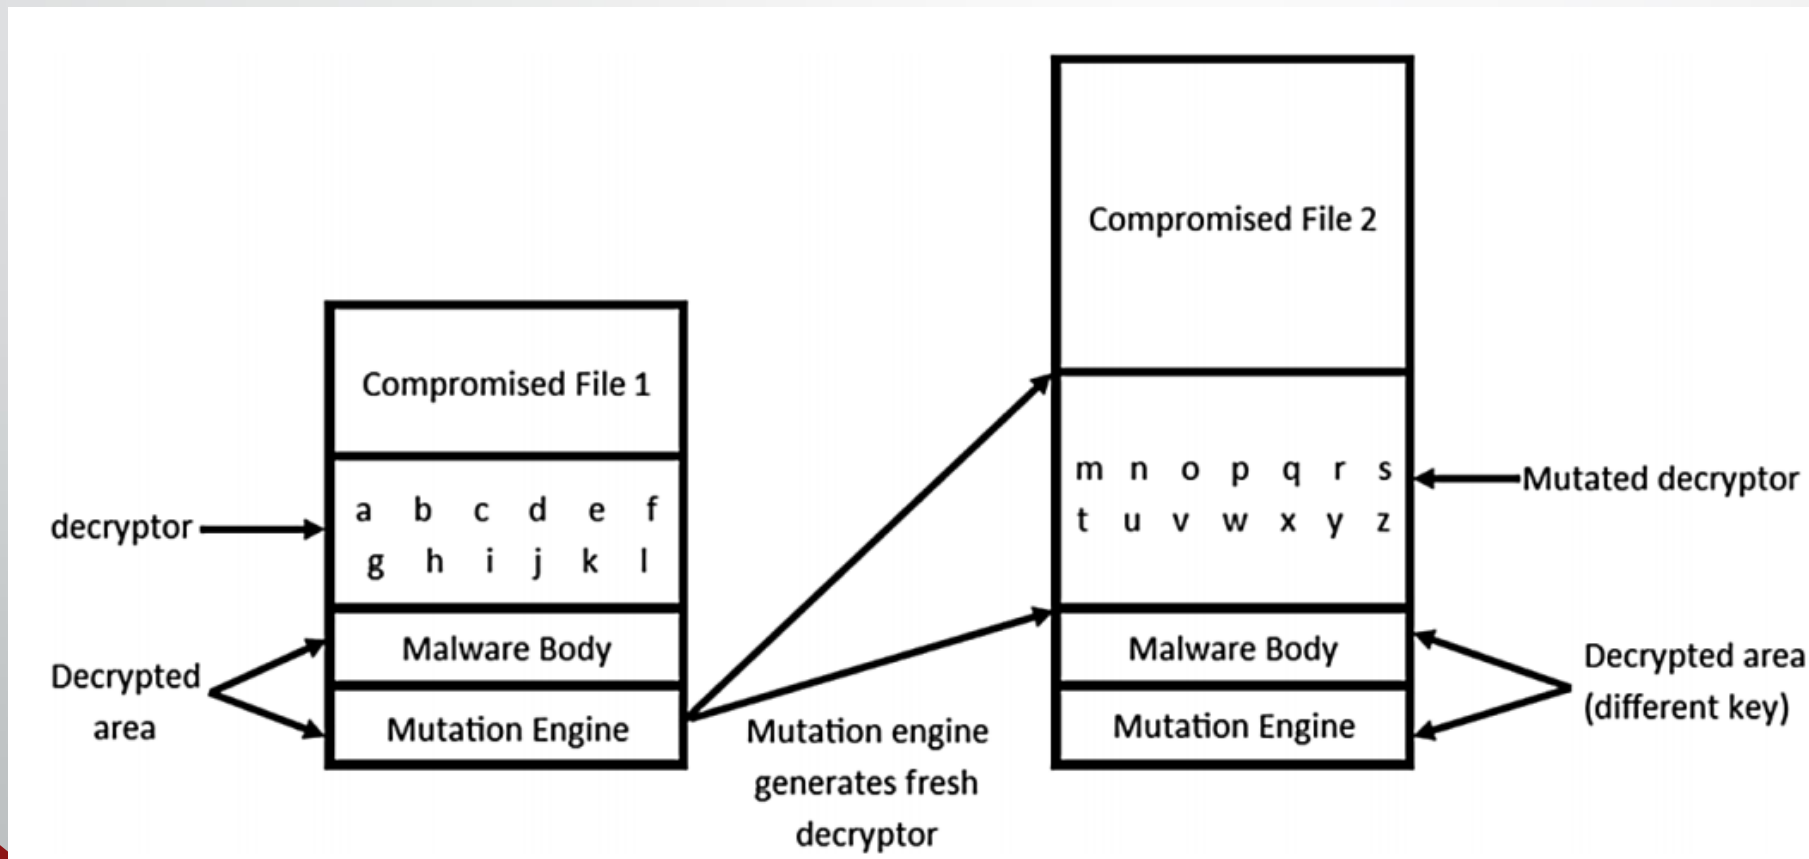 Compromised File 1
decryptor
a b c d e f
g h i j k l
Decrypted
area
Malware Body
Mutation Engine
Mutation engine
generates fresh
decryptor
Compromised File 2
m n o p q r s
t u v w x y z
Mutated decryptor
Malware Body
Mutation Engine
Decrypted area
(different key)